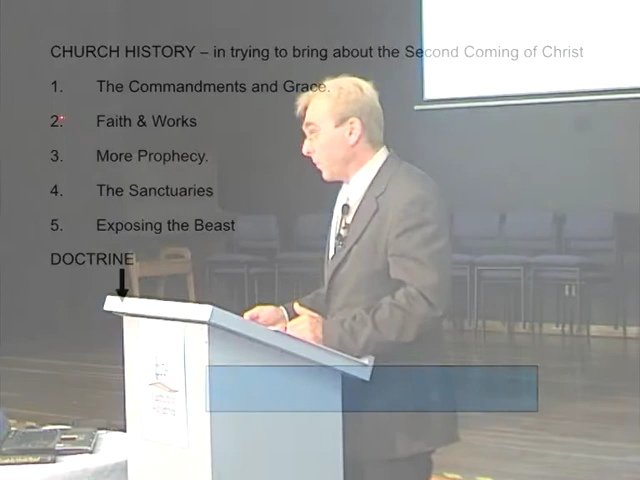 CHURCH HISTORY – in trying to bring about the Second Coming of Christ
1. The Commandments and Grace.
2. Faith & Works
3. More Prophecy.
4. The Sanctuaries
5. Exposing the Beast
DOCTRINE